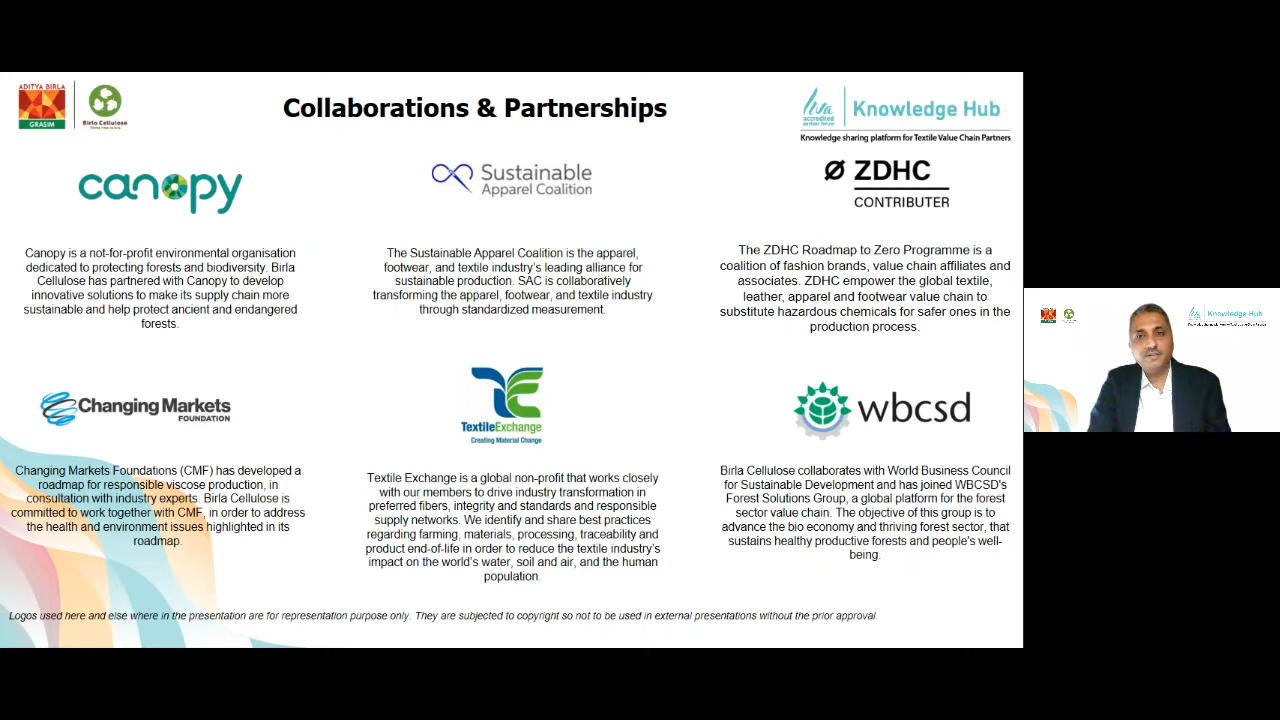 ADITYA BIRLA
GRASIM
Birla Cellulose
Collaborations & Partnerships
Liva
accredited
partner forum
Knowledge Hub
Knowledge sharing platform for Textile Value Chain Partners
canopy
Sustainable
Apparel Coalition
ZDHC
CONTRIBUTER
Canopy is a not-for-profit environmental organisation
dedicated to protecting forests and biodiversity. Birla
Cellulose has partnered with Canopy to develop
innovative solutions to make its supply chain more
sustainable and help protect ancient and endangered
forests.
The Sustainable Apparel Coalition is the apparel,
footwear, and textile industry's leading alliance for
sustainable production. SAC is collaboratively
transforming the apparel, footwear, and textile industry
through standardized measurement.
The ZDHC Roadmap to Zero Programme is a
coalition of fashion brands, value chain affiliates and
associates. ZDHC empower the global textile,
leather, apparel and footwear value chain to
substitute hazardous chemicals for safer ones in the
production process.
Changing Markets
FOUNDATION
TextileExchange
Creating Material Change
wbcsd
Changing Markets Foundations (CMF) has developed a
roadmap for responsible viscose production, in
consultation with industry experts. Birla Cellulose is
committed to work together with CMF, in order to address
the health and environment issues highlighted in its
roadmap.
Textile Exchange is a global non-profit that works closely
with our members to drive industry transformation in
preferred fibers, integrity and standards and responsible
supply networks. We identify and share best practices
regarding farming, materials, processing, traceability and
product end-of-life in order to reduce the textile industry's
impact on the world's water, soil and air, and the human
population.
Birla Cellulose collaborates with World Business Council
for Sustainable Development and has joined WBCSD's
Forest Solutions Group, a global platform for the forest
sector value chain. The objective of this group is to
advance the bio economy and thriving forest sector, that
sustains healthy productive forests and people's well-
being.
Logos used here and else where in the presentation are for representation purpose only. They are subjected to copyright so not to be used in external presentations without the prior approval.
Knowledge Hub